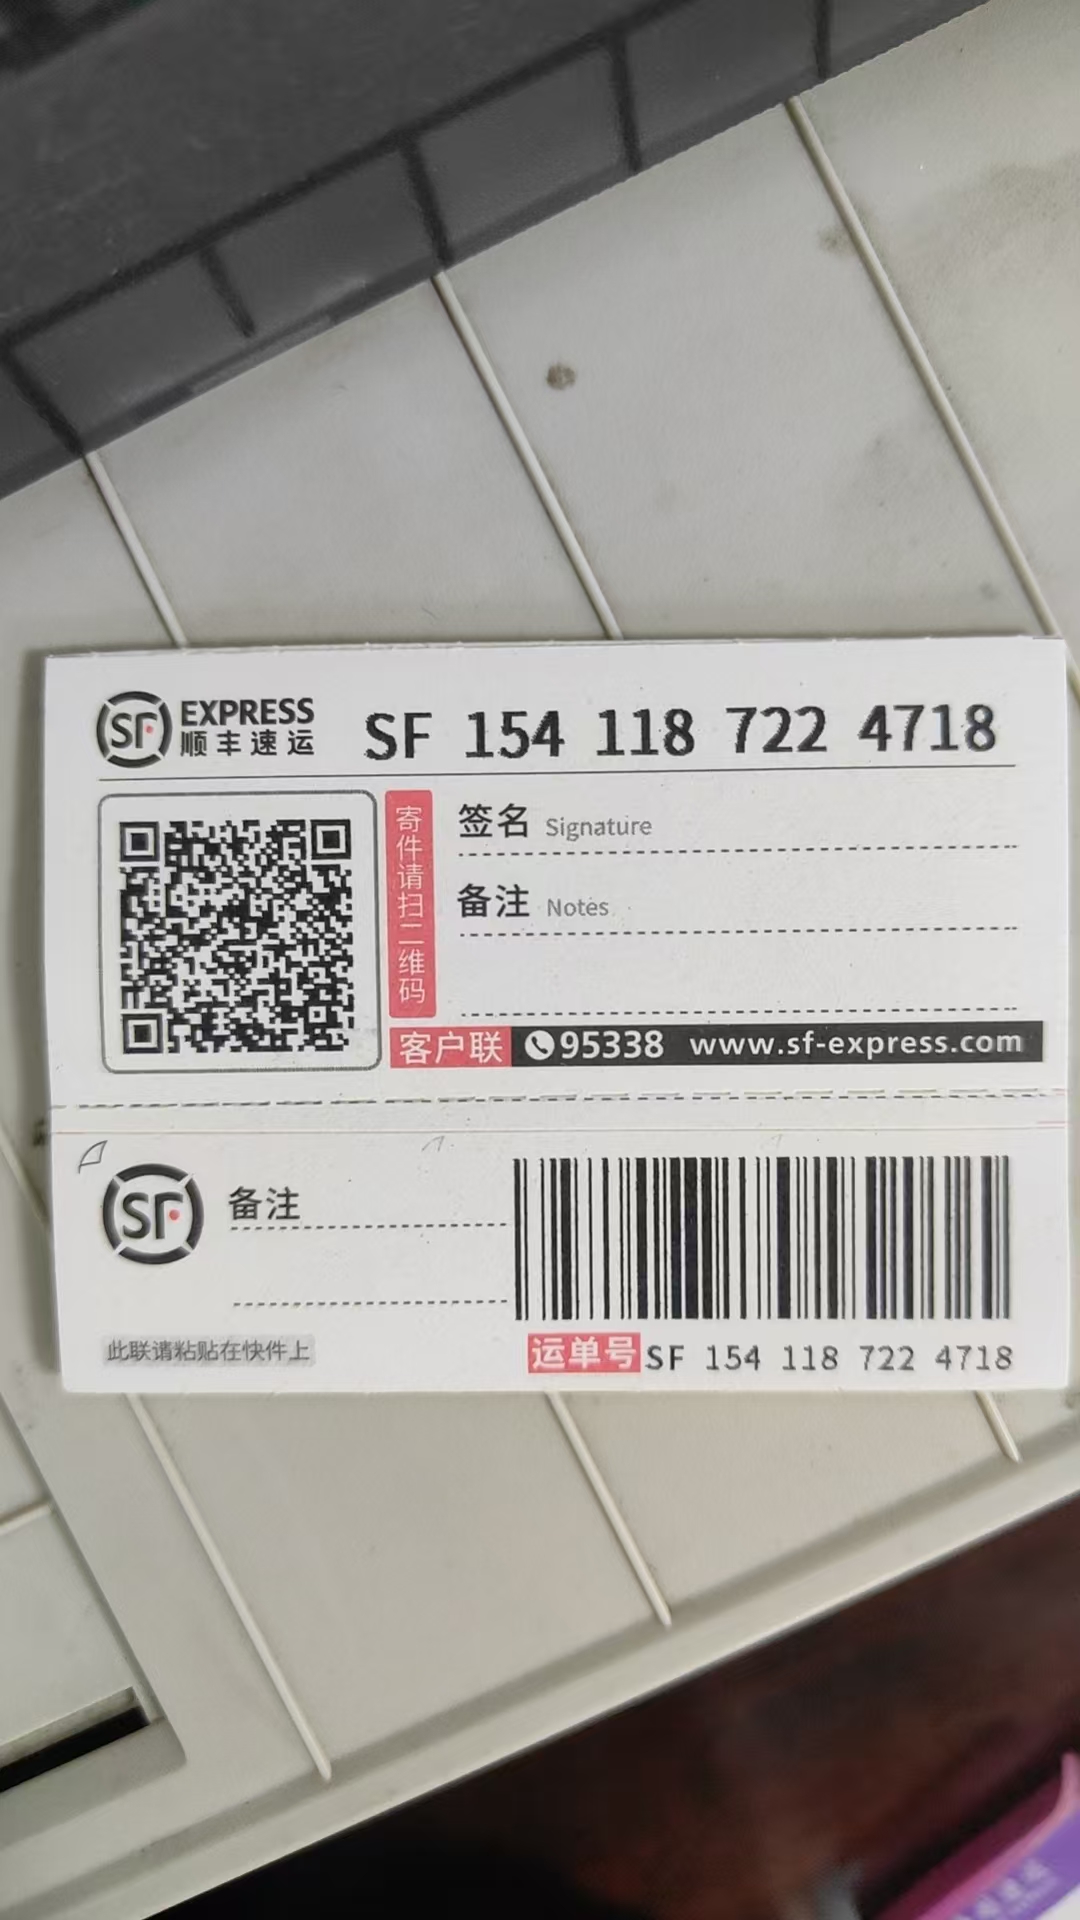 SF EXPRESS
顺丰速运
SF 154 118 722 4718
寄件请扫二维码
签名 Signature
备注 Notes
客户联 95338 www.sf-express.com
SF 备注
此联请粘贴在快件上
运单号 SF 154 118 722 4718